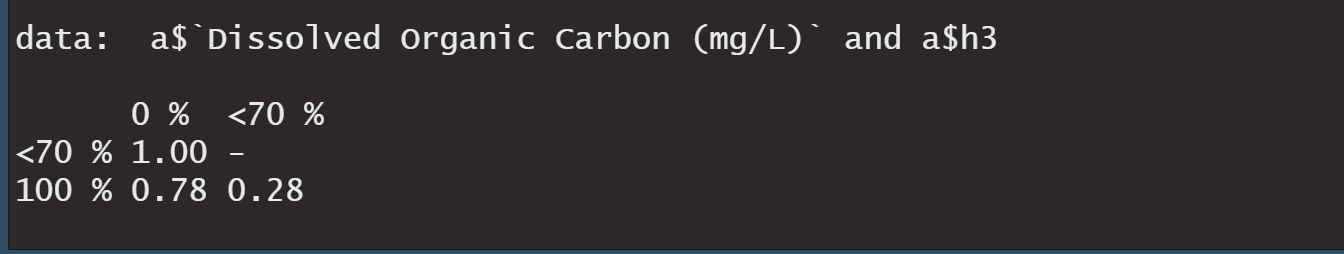 data:  a$`Dissolved Organic Carbon (mg/L)` and a$h3
      0 %  <70 %
<70 % 1.00 –
100 % 0.78 0.28